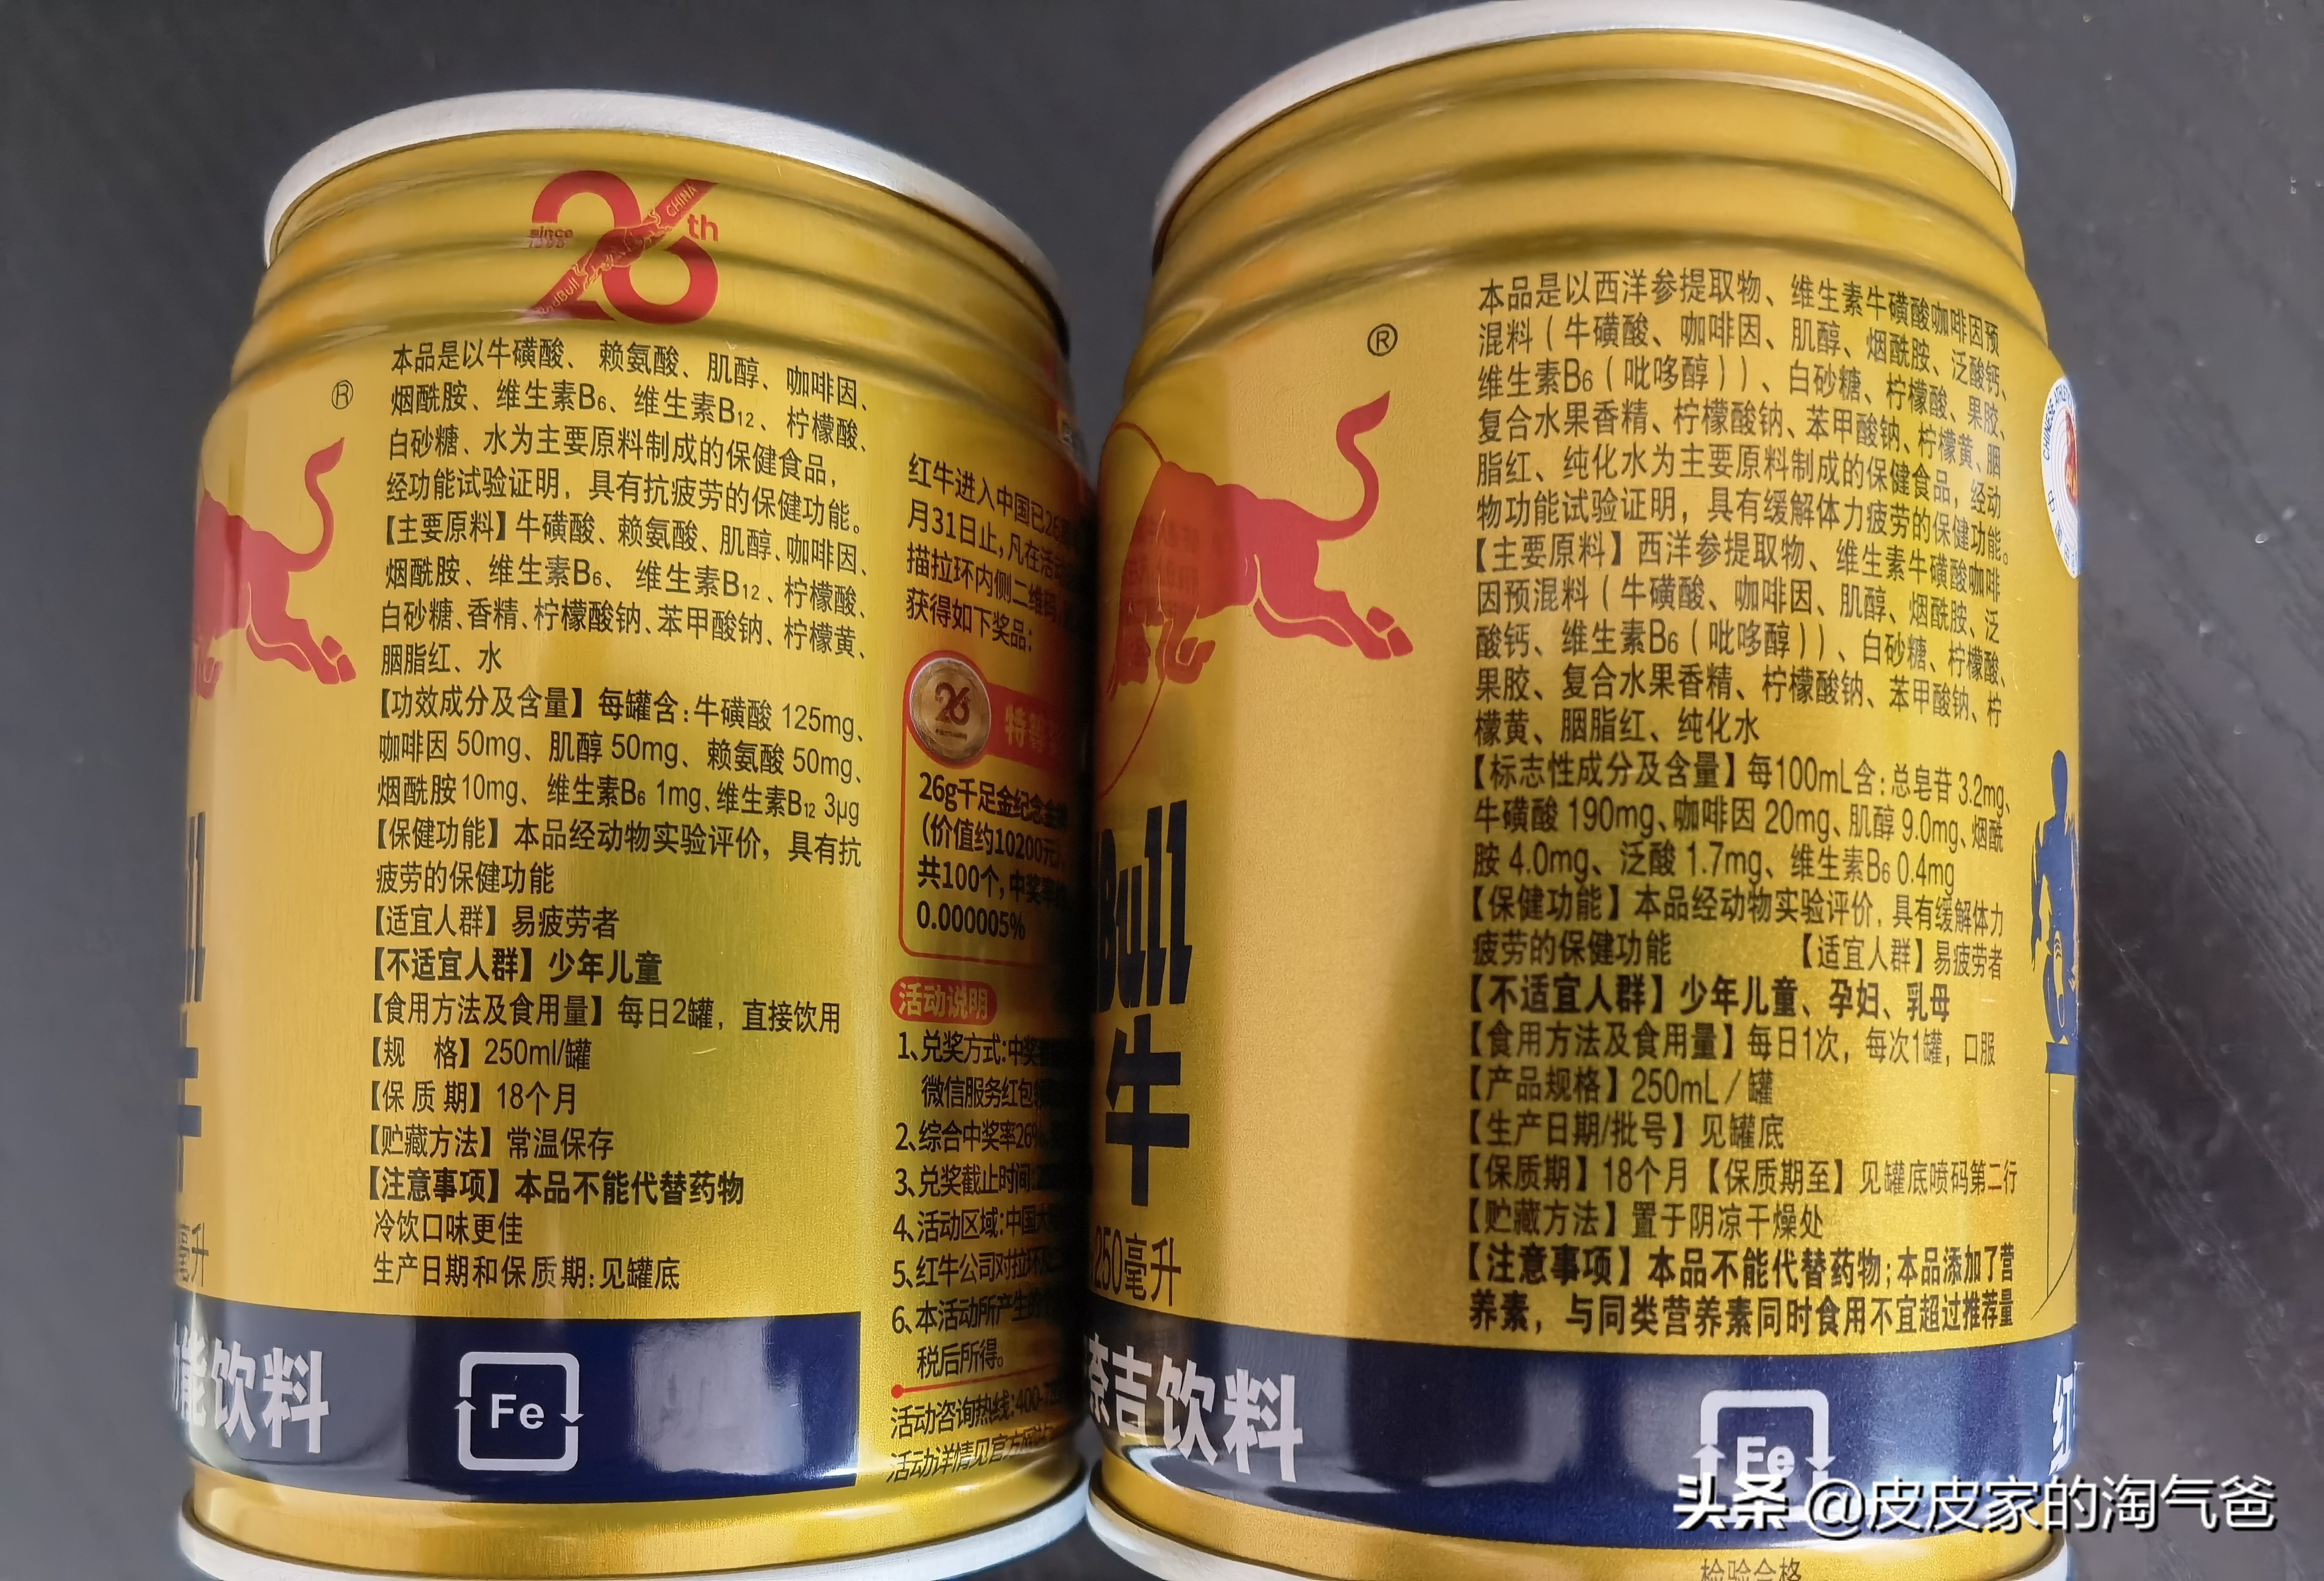 26th
since
CHINA
RedBull
®
本品是以牛磺酸、赖氨酸、肌醇、咖啡因、
烟酰胺、维生素B₆、维生素B₁₂、柠檬酸、
白砂糖、水为主要原料制成的保健食品，
经功能试验证明，具有抗疲劳的保健功能。
【主要原料】牛磺酸、赖氨酸、肌醇、咖啡因、
烟酰胺、维生素B₆、维生素B₁₂、柠檬酸、
白砂糖、香精、柠檬酸钠、苯甲酸钠、柠檬黄、
胭脂红、水
【功效成分及含量】每罐含：牛磺酸 125mg、
咖啡因 50mg、肌醇 50mg、赖氨酸 50mg、
烟酰胺10mg、维生素B₆ 1mg、维生素B₁₂ 3μg
【保健功能】本品经动物实验评价，具有抗
疲劳的保健功能
【适宜人群】易疲劳者
【不适宜人群】少年儿童
【食用方法及食用量】每日2罐，直接饮用
【规　格】250ml/罐
【保 质 期】18个月
【贮藏方法】常温保存
【注意事项】本品不能代替药物
冷饮口味更佳
生产日期和保质期：见罐底
毫升
能饮料
Fe
红牛进入中国已26
月31日止，凡在活动
描拉环内侧二维码
获得如下奖品：
26
特等
26g千足金纪念金
（价值约10200元）
共100个，中奖率
0.000005%
活动说明
1、兑奖方式：中奖
微信服务红包
2、综合中奖率26%
3、兑奖截止时间：
4、活动区域：中国大
5、红牛公司对拉环
6、本活动所产生的
税后所得。
活动咨询热线：400-7
活动详情见官方
®
本品是以西洋参提取物、维生素牛磺酸咖啡因预
混料（牛磺酸、咖啡因、肌醇、烟酰胺、泛酸钙、
维生素B₆（吡哆醇））、白砂糖、柠檬酸、果胶、
复合水果香精、柠檬酸钠、苯甲酸钠、柠檬黄、胭
脂红、纯化水为主要原料制成的保健食品，经动
物功能试验证明，具有缓解体力疲劳的保健功能。
【主要原料】西洋参提取物、维生素牛磺酸咖啡
因预混料（牛磺酸、咖啡因、肌醇、烟酰胺、泛
酸钙、维生素B₆（吡哆醇））、白砂糖、柠檬酸、
果胶、复合水果香精、柠檬酸钠、苯甲酸钠、柠
檬黄、胭脂红、纯化水
【标志性成分及含量】每100mL含：总皂苷 3.2mg、
牛磺酸 190mg、咖啡因 20mg、肌醇 9.0mg、烟酰
胺 4.0mg、泛酸 1.7mg、维生素B₆ 0.4mg
【保健功能】本品经动物实验评价，具有缓解体力
疲劳的保健功能　【适宜人群】易疲劳者
【不适宜人群】少年儿童、孕妇、乳母
【食用方法及食用量】每日1次，每次1罐，口服
【产品规格】250mL／罐
【生产日期/批号】见罐底
【保质期】18个月【保质期至】见罐底喷码第二行
【贮藏方法】置于阴凉干燥处
【注意事项】本品不能代替药物；本品添加了营
养素，与同类营养素同时食用不宜超过推荐量
Bull
牛
250毫升
奈吉饮料
Fe
红
检验合格
头条 @皮皮家的淘气爸